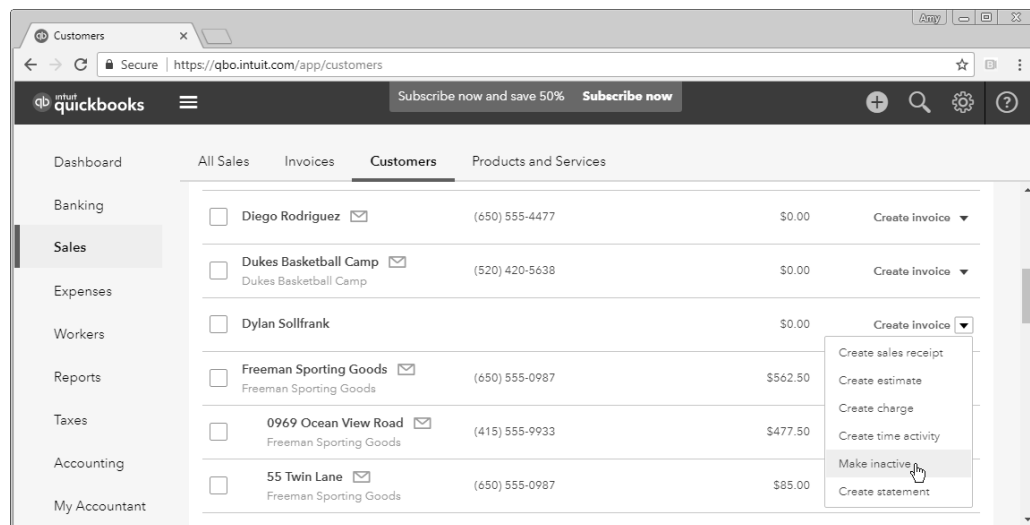 Amy
Customers
Secure | https://qbo.intuit.com/app/customers
qb intuit quickbooks
Subscribe now and save 50% Subscribe now
Dashboard
Banking
Sales
Expenses
Workers
Reports
Taxes
Accounting
My Accountant
All Sales Invoices Customers Products and Services
Diego Rodriguez (650) 555-4477 $0.00 Create invoice
Dukes Basketball Camp (520) 420-5638 $0.00 Create invoice
Dukes Basketball Camp
Dylan Sollfrank $0.00 Create invoice
Freeman Sporting Goods (650) 555-0987 $562.50
Freeman Sporting Goods
0969 Ocean View Road (415) 555-9933 $477.50
Freeman Sporting Goods
55 Twin Lane (650) 555-0987 $85.00
Freeman Sporting Goods
Create sales receipt
Create estimate
Create charge
Create time activity
Make inactive
Create statement